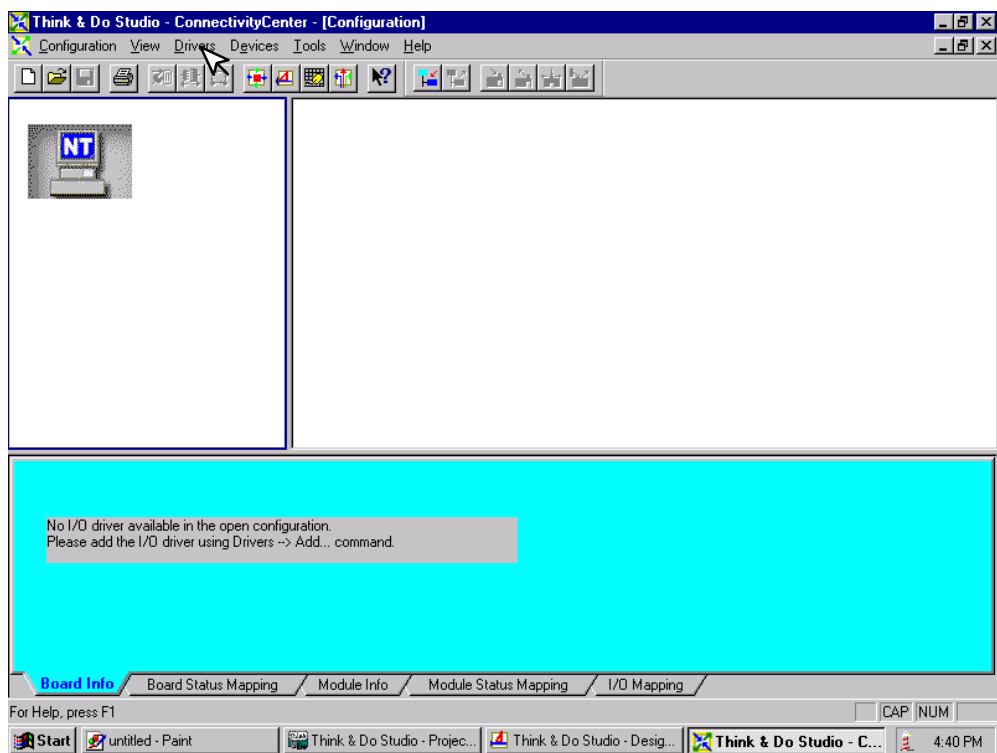 Think & Do Studio - ConnectivityCenter - [Configuration]
Configuration View Drivers Devices Tools Window Help
NT
No I/O driver available in the open configuration.
Please add the I/O driver using Drivers --> Add... command.
Board Info Board Status Mapping Module Info Module Status Mapping I/O Mapping
For Help, press F1 CAP NUM
Start untitled - Paint Think & Do Studio - Projec... Think & Do Studio - Desig... Think & Do Studio - C... 4:40 PM